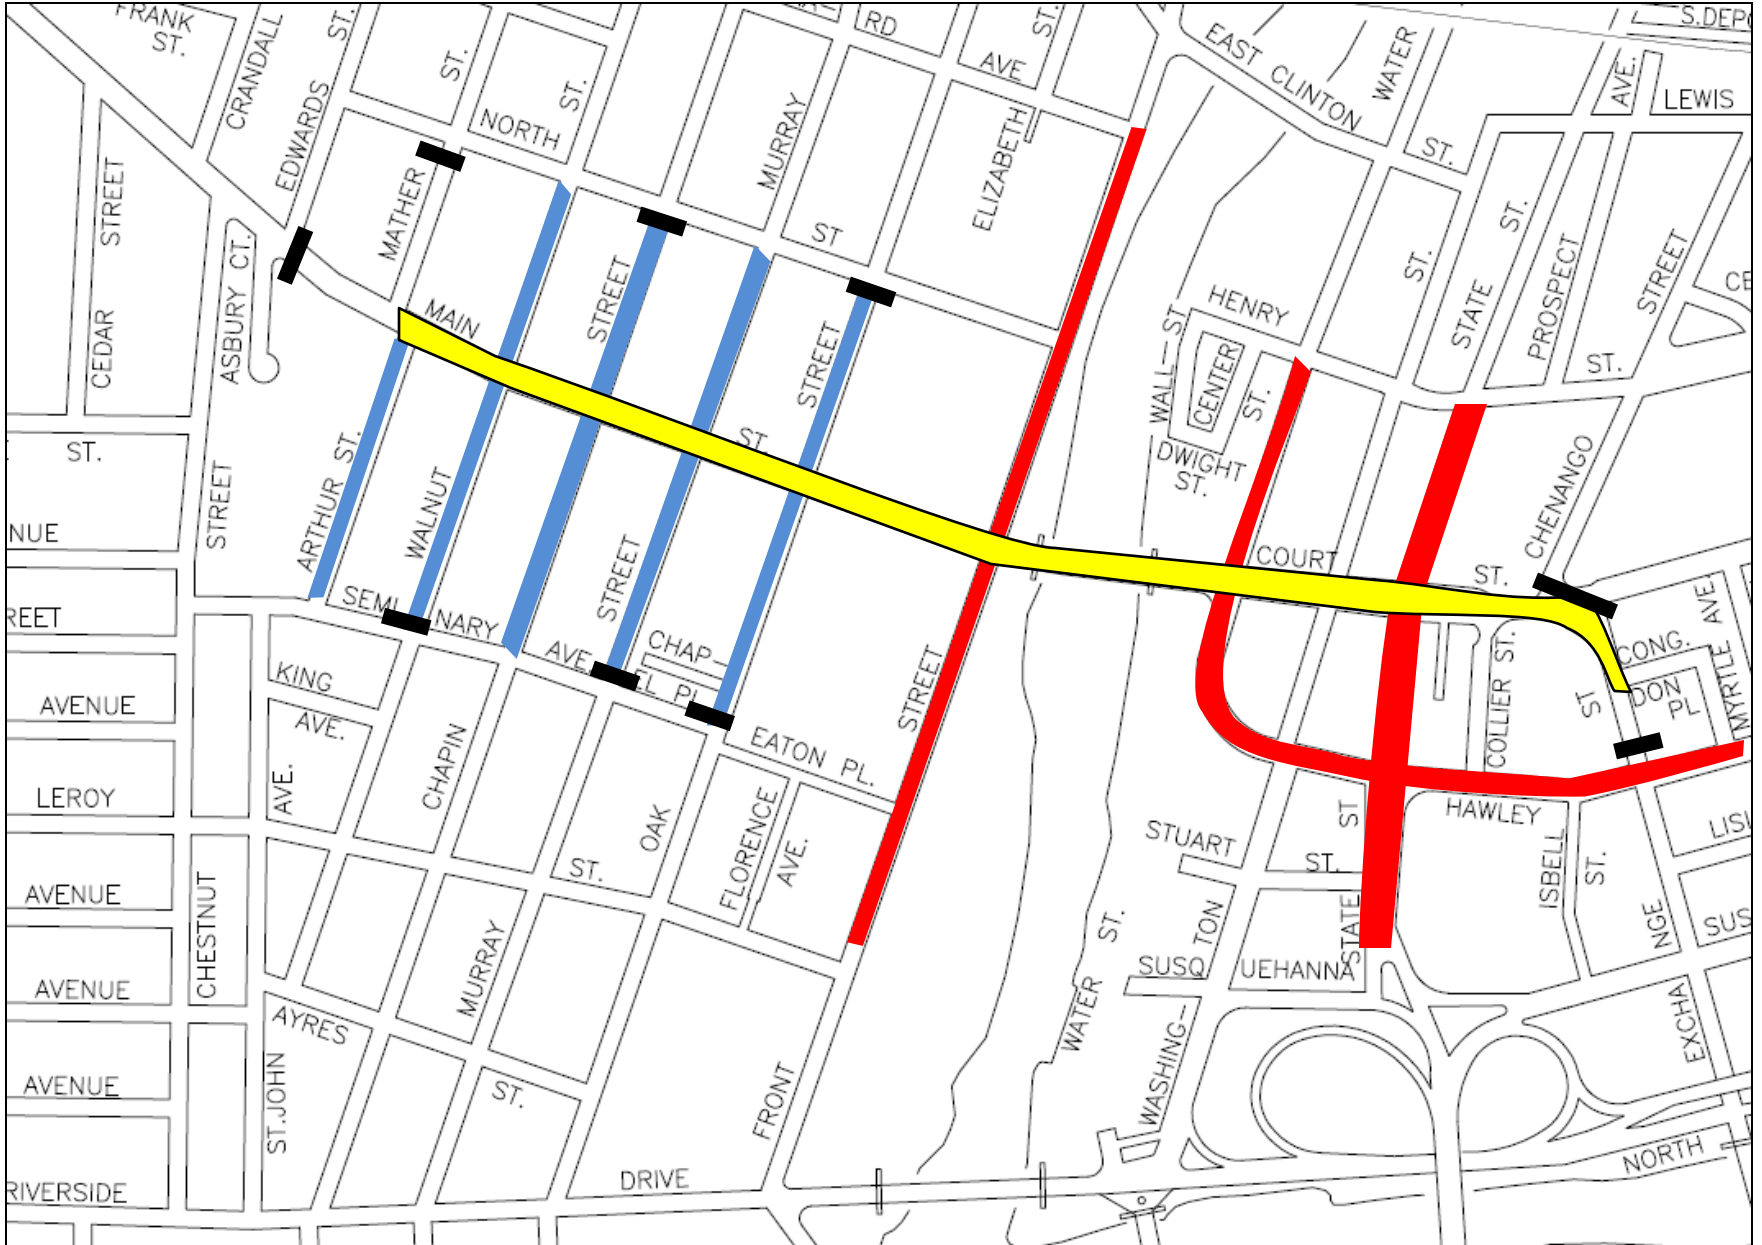 FRANK
ST.
CRANDALL
ST.
EDWARDS
ST.
NORTH
ST.
MURRAY
RD
AVE
ST.
ELIZABETH
EAST CLINTON
WATER
ST.
AVE.
LEWIS
S.DEP
STREET
CEDAR
ASBURY CT.
MATHER
MAIN
STREET
ST
STREET
ST.
HENRY
WALL ST
CENTER
ST.
DWIGHT
ST.
ST.
STATE ST.
PROSPECT
STREET
ST.
CE
CHENANGO
ST.
NUE
STREET
ARTHUR ST.
WALNUT
STREET
COURT
ST.
REET
SEMI
NARY
AVE.
CHAP-
EL PL.
EATON PL.
STREET
KING
AVE.
AVENUE
CONG.
DON
PL
MYRTLE AVE
ST
COLLIER ST.
LEROY
AVE.
CHAPIN
OAK
ST.
FLORENCE
AVE.
STUART
ST.
ST
STATE
HAWLEY
ISBELL
ST.
LISL
AVENUE
CHESTNUT
MURRAY
SUSQ
UEHANNA
WASHING-
TON
WATER
ST.
NGE
EXCHA
SUS
AVENUE
AYRES
ST.
AVENUE
ST.JOHN
FRONT
RIVERSIDE
DRIVE
NORTH